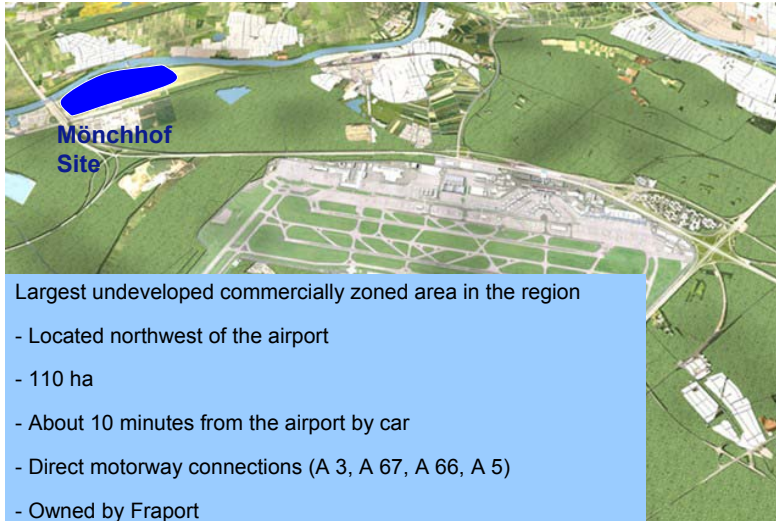 Mönchhof
Site
Largest undeveloped commercially zoned area in the region
- Located northwest of the airport
- 110 ha
- About 10 minutes from the airport by car
- Direct motorway connections (A 3, A 67, A 66, A 5)
- Owned by Fraport